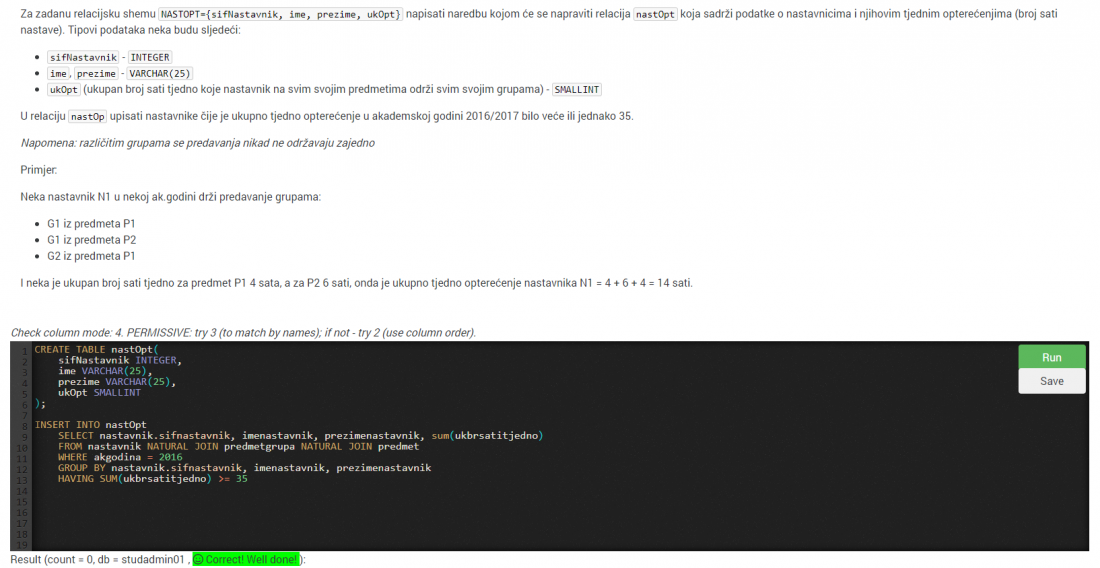 Za zadanu relacijsku shemu NASTOPT={sifNastavnik, ime, prezime, ukOpt} napisati naredbu kojom će se napraviti relacija nastOpt koja sadrži podatke o nastavnicima i njihovim tjednim opterećenjima (broj sati
nastave). Tipovi podataka neka budu sljedeći:
• sifNastavnik - INTEGER
• ime, prezime - VARCHAR(25)
• ukOpt (ukupan broj sati tjedno koje nastavnik na svim svojim predmetima održi svim svojim grupama) - SMALLINT
U relaciju nastOp upisati nastavnike čije je ukupno tjedno opterećenje u akademskoj godini 2016/2017 bilo veće ili jednako 35.
Napomena: različitim grupama se predavanja nikad ne održavaju zajedno
Primjer:
Neka nastavnik N1 u nekoj ak.godini drži predavanje grupama:
• G1 iz predmeta P1
• G1 iz predmeta P2
• G2 iz predmeta P1
I neka je ukupan broj sati tjedno za predmet P1 4 sata, a za P2 6 sati, onda je ukupno tjedno opterećenje nastavnika N1 = 4 + 6 + 4 = 14 sati.
Check column mode: 4. PERMISSIVE: try 3 (to match by names); if not - try 2 (use column order).
1 CREATE TABLE nastOpt(
2 sifNastavnik INTEGER,
3 ime VARCHAR(25),
4 prezime VARCHAR(25),
5 ukOpt SMALLINT
6 );
7
8 INSERT INTO nastOpt
9 SELECT nastavnik.sifnastavnik, imenastavnik, prezimenastavnik, sum(ukbrsatitjedno)
10 FROM nastavnik NATURAL JOIN predmetgrupa NATURAL JOIN predmet
11 WHERE akgodina = 2016
12 GROUP BY nastavnik.sifnastavnik, imenastavnik, prezimenastavnik
13 HAVING SUM(ukbrsatitjedno) >= 35
14
15
16
17
18
19
Run
Save
Result (count = 0, db = studadmin01 , ☺ Correct! Well done! ):